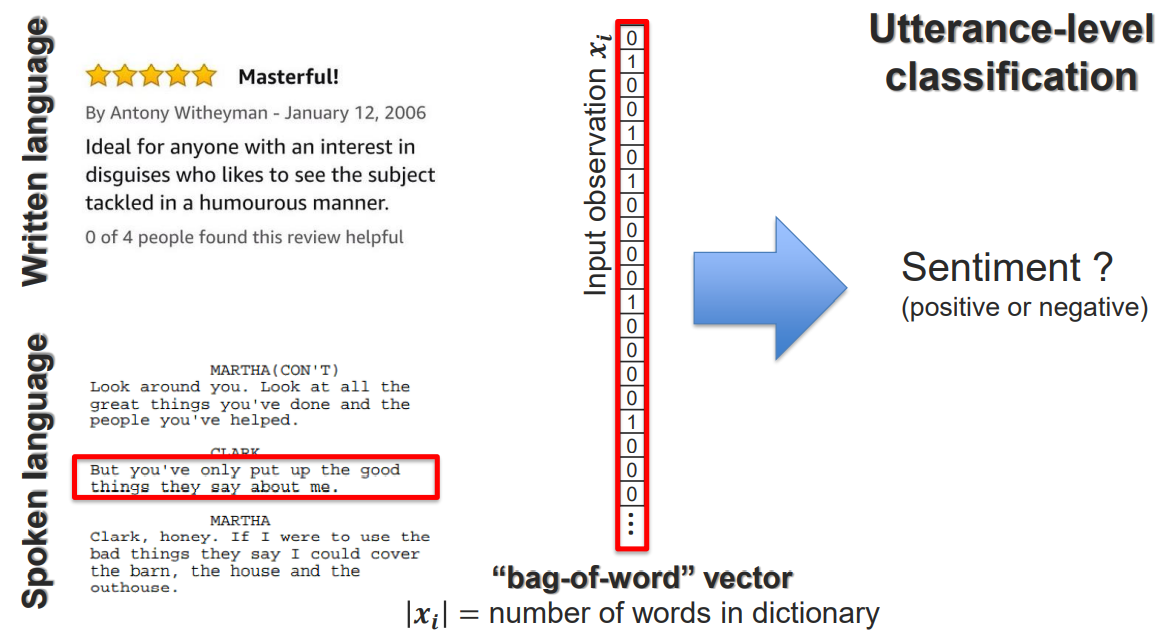 Written language
Masterful!
By Antony Witheyman - January 12, 2006
Ideal for anyone with an interest in
disguises who likes to see the subject
tackled in a humourous manner.
0 of 4 people found this review helpful
Spoken language
MARTHA(CON'T)
Look around you. Look at all the
great things you've done and the
people you've helped.
CLARK
But you've only put up the good
things they say about me.
MARTHA
Clark, honey. If I were to use the
bad things they say I could cover
the barn, the house and the
outhouse.
Input observation 𝒙ᵢ
0
1
0
0
1
0
1
0
0
0
0
1
0
0
0
0
1
0
0
0
⋮
“bag-of-word” vector
|𝒙ᵢ| = number of words in dictionary
Utterance-level
classification
Sentiment ?
(positive or negative)